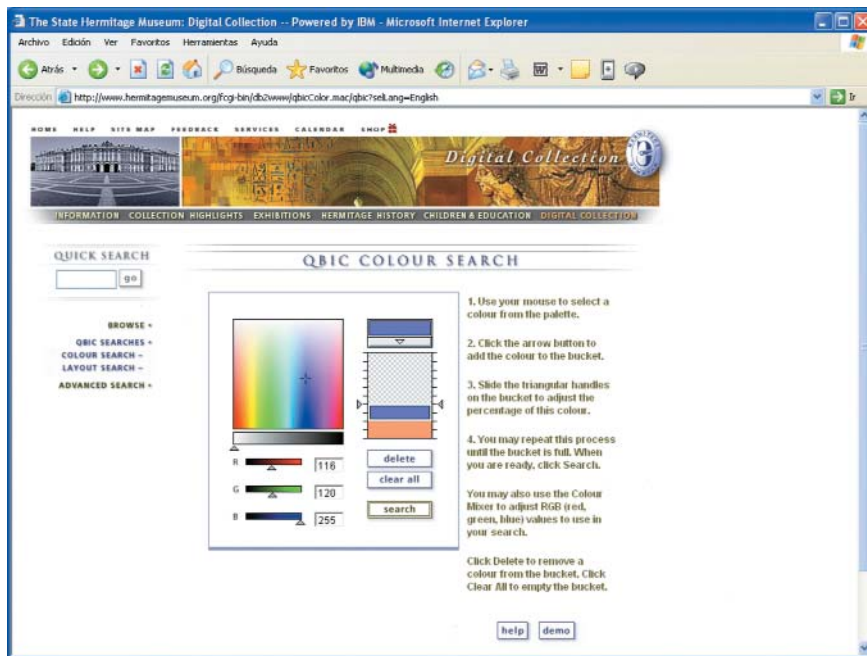 The State Hermitage Museum: Digital Collection -- Powered by IBM - Microsoft Internet Explorer
Archivo Edición Ver Favoritos Herramientas Ayuda
Atrás Búsqueda Favoritos Multimedia
Dirección http://www.hermitagemuseum.org/fcgi-bin/db2www/qbicColor.mac/qbic?selLang=English Ir
HOME HELP SITE MAP FEEDBACK SERVICES CALENDAR SHOP
Digital Collection
INFORMATION COLLECTION HIGHLIGHTS EXHIBITIONS HERMITAGE HISTORY CHILDREN & EDUCATION DIGITAL COLLECTION
QUICK SEARCH
go
BROWSE
QBIC SEARCHES
COLOUR SEARCH –
LAYOUT SEARCH –
ADVANCED SEARCH
QBIC COLOUR SEARCH
R 116
G 120
B 255
delete
clear all
search
1. Use your mouse to select a
colour from the palette.
2. Click the arrow button to
add the colour to the bucket.
3. Slide the triangular handles
on the bucket to adjust the
percentage of this colour.
4. You may repeat this process
until the bucket is full. When
you are ready, click Search.
You may also use the Colour
Mixer to adjust RGB (red,
green, blue) values to use in
your search.
Click Delete to remove a
colour from the bucket. Click
Clear All to empty the bucket.
help demo